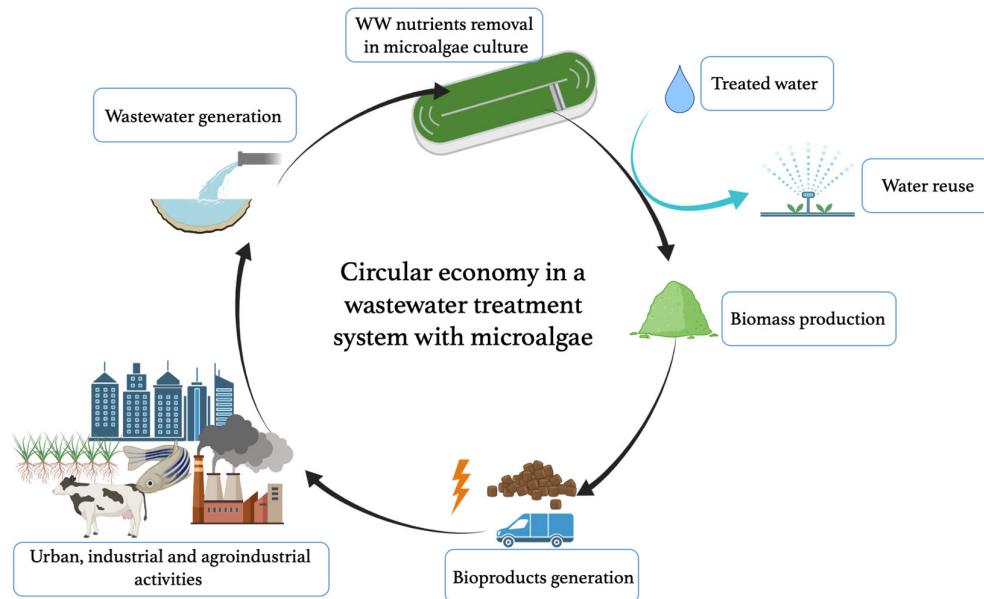 WW nutrients removal
in microalgae culture
Treated water
Wastewater generation
Water reuse
Circular economy in a
wastewater treatment
system with microalgae
Biomass production
Urban, industrial and agroindustrial
activities
Bioproducts generation